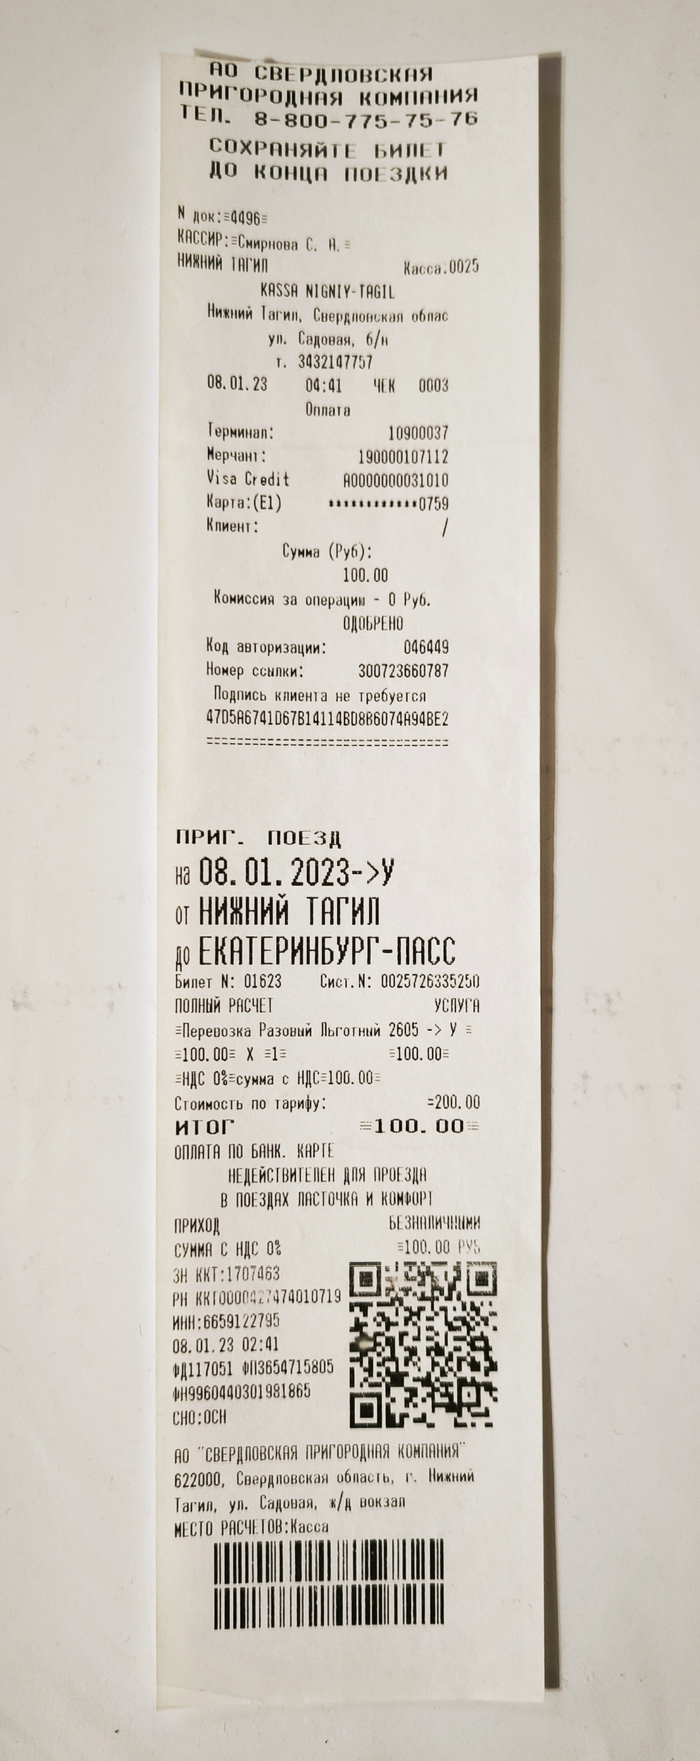 АО СВЕРДЛОВСКАЯ
ПРИГОРОДНАЯ КОМПАНИЯ
ТЕЛ. 8-800-775-75-76
СОХРАНЯЙТЕ БИЛЕТ
ДО КОНЦА ПОЕЗДКИ
N док:≡4496≡
КАССИР:≡Смирнова С. А.≡
НИЖНИЙ ТАГИЛ Касса:0025
KASSA NIGNIY-TAGIL
Нижний Тагил, Свердловская облас
ул. Садовая, б/н
т. 3432147757
08.01.23 04:41 ЧЕК 0003
Оплата
Терминал: 10900037
Мерчант: 190000107112
Visa Credit A0000000031010
Карта:(E1) ************0759
Клиент: /
Сумма (Руб):
100.00
Комиссия за операцию - 0 Руб.
ОДОБРЕНО
Код авторизации: 046449
Номер ссылки: 300723660787
Подпись клиента не требуется
47D5A6741D67B14114BD8B6074A94BE2
================================
ПРИГ. ПОЕЗД
на 08.01.2023->У
от НИЖНИЙ ТАГИЛ
до ЕКАТЕРИНБУРГ-ПАСС
Билет N: 01623 Сист.N: 0025726335250
ПОЛНЫЙ РАСЧЕТ УСЛУГА
≡Перевозка Разовый Льготный 2605 -> У ≡
≡100.00≡ X ≡1≡ ≡100.00≡
≡НДС 0%≡сумма с НДС≡100.00≡
Стоимость по тарифу: ≡200.00
ИТОГ ≡100.00≡
ОПЛАТА ПО БАНК. КАРТЕ
НЕДЕЙСТВИТЕЛЕН ДЛЯ ПРОЕЗДА
В ПОЕЗДАХ ЛАСТОЧКА И КОМФОРТ
ПРИХОД БЕЗНАЛИЧНЫМИ
СУММА С НДС 0% ≡100.00 РУБ
ЗН ККТ:1707463
РН ККТ0000427474010719
ИНН:6659122795
08.01.23 02:41
ФД117051 ФП3654715805
ФН9960440301981865
СНО:ОСН
АО "СВЕРДЛОВСКАЯ ПРИГОРОДНАЯ КОМПАНИЯ"
622000, Свердловская область, г. Нижний
Тагил, ул. Садовая, ж/д вокзал
МЕСТО РАСЧЕТОВ:Касса